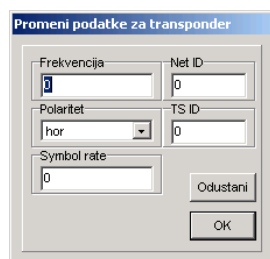 Promeni podatke za transponder
Frekvencija
0
Net ID
0
Polaritet
hor
TS ID
0
Symbol rate
0
Odustani
OK